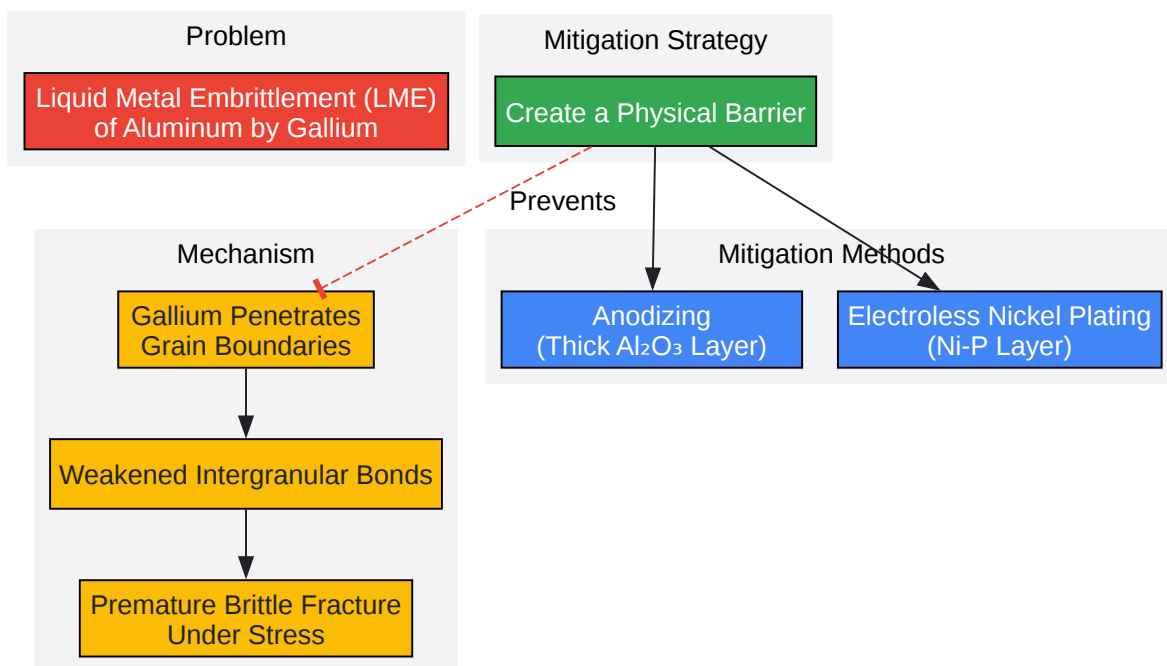 Problem
Liquid Metal Embrittlement (LME)
of Aluminum by Gallium
Mitigation Strategy
Create a Physical Barrier
Prevents
Mechanism
Gallium Penetrates
Grain Boundaries
Weakened Intergranular Bonds
Premature Brittle Fracture
Under Stress
Mitigation Methods
Anodizing
(Thick Al₂O₃ Layer)
Electroless Nickel Plating
(Ni-P Layer)